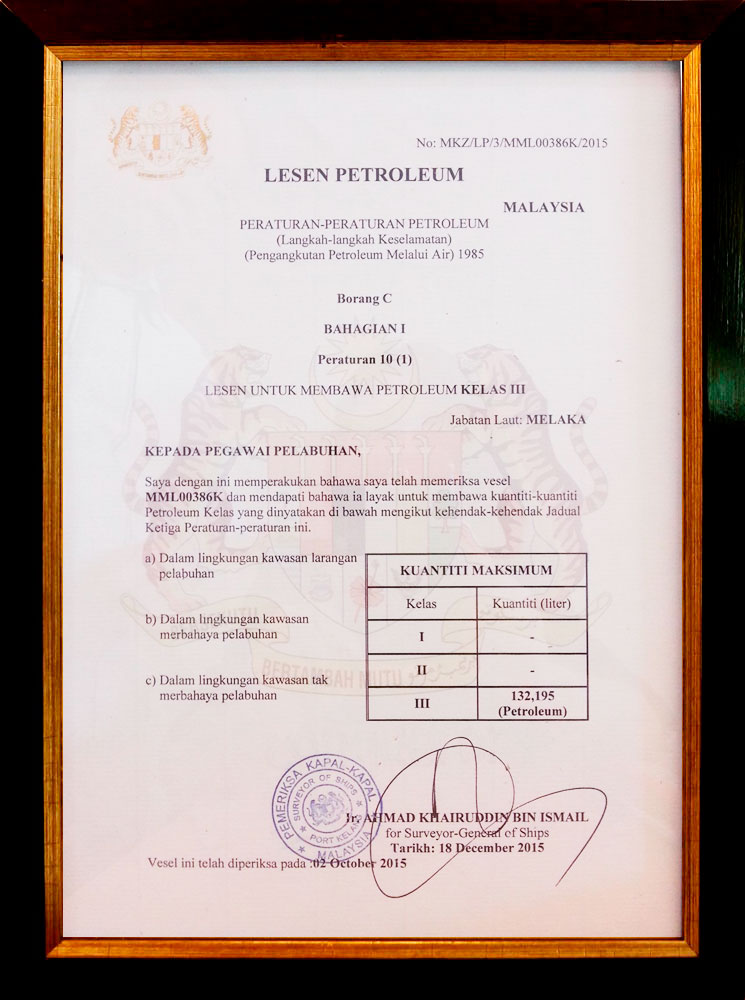 No: MKZ/LP/3/MML00386K/2015
LESEN PETROLEUM
MALAYSIA
PERATURAN-PERATURAN PETROLEUM
(Langkah-langkah Keselamatan)
(Pengangkutan Petroleum Melalui Air) 1985
Borang C
BAHAGIAN I
Peraturan 10 (1)
LESEN UNTUK MEMBAWA PETROLEUM KELAS III
Jabatan Laut: MELAKA
KEPADA PEGAWAI PELABUHAN,
Saya dengan ini memperakukan bahawa saya telah memeriksa vesel
MML00386K dan mendapati bahawa ia layak untuk membawa kuantiti-kuantiti
Petroleum Kelas yang dinyatakan di bawah mengikut kehendak-kehendak Jadual
Ketiga Peraturan-peraturan ini.
a) Dalam lingkungan kawasan larangan
pelabuhan
b) Dalam lingkungan kawasan
merbahaya pelabuhan
c) Dalam lingkungan kawasan tak
merbahaya pelabuhan
KUANTITI MAKSIMUM
Kelas Kuantiti (liter)
I -
II -
III 132,195
(Petroleum)
BERTAMBAH MUTU
MUTU
PEMERIKSA KAPAL-KAPAL
SURVEYOR OF SHIPS
PORT KELANG
MALAYSIA
Ir. AHMAD KHAIRUDDIN BIN ISMAIL
for Surveyor-General of Ships
Tarikh: 18 December 2015
Vesel ini telah diperiksa pada :02 October 2015